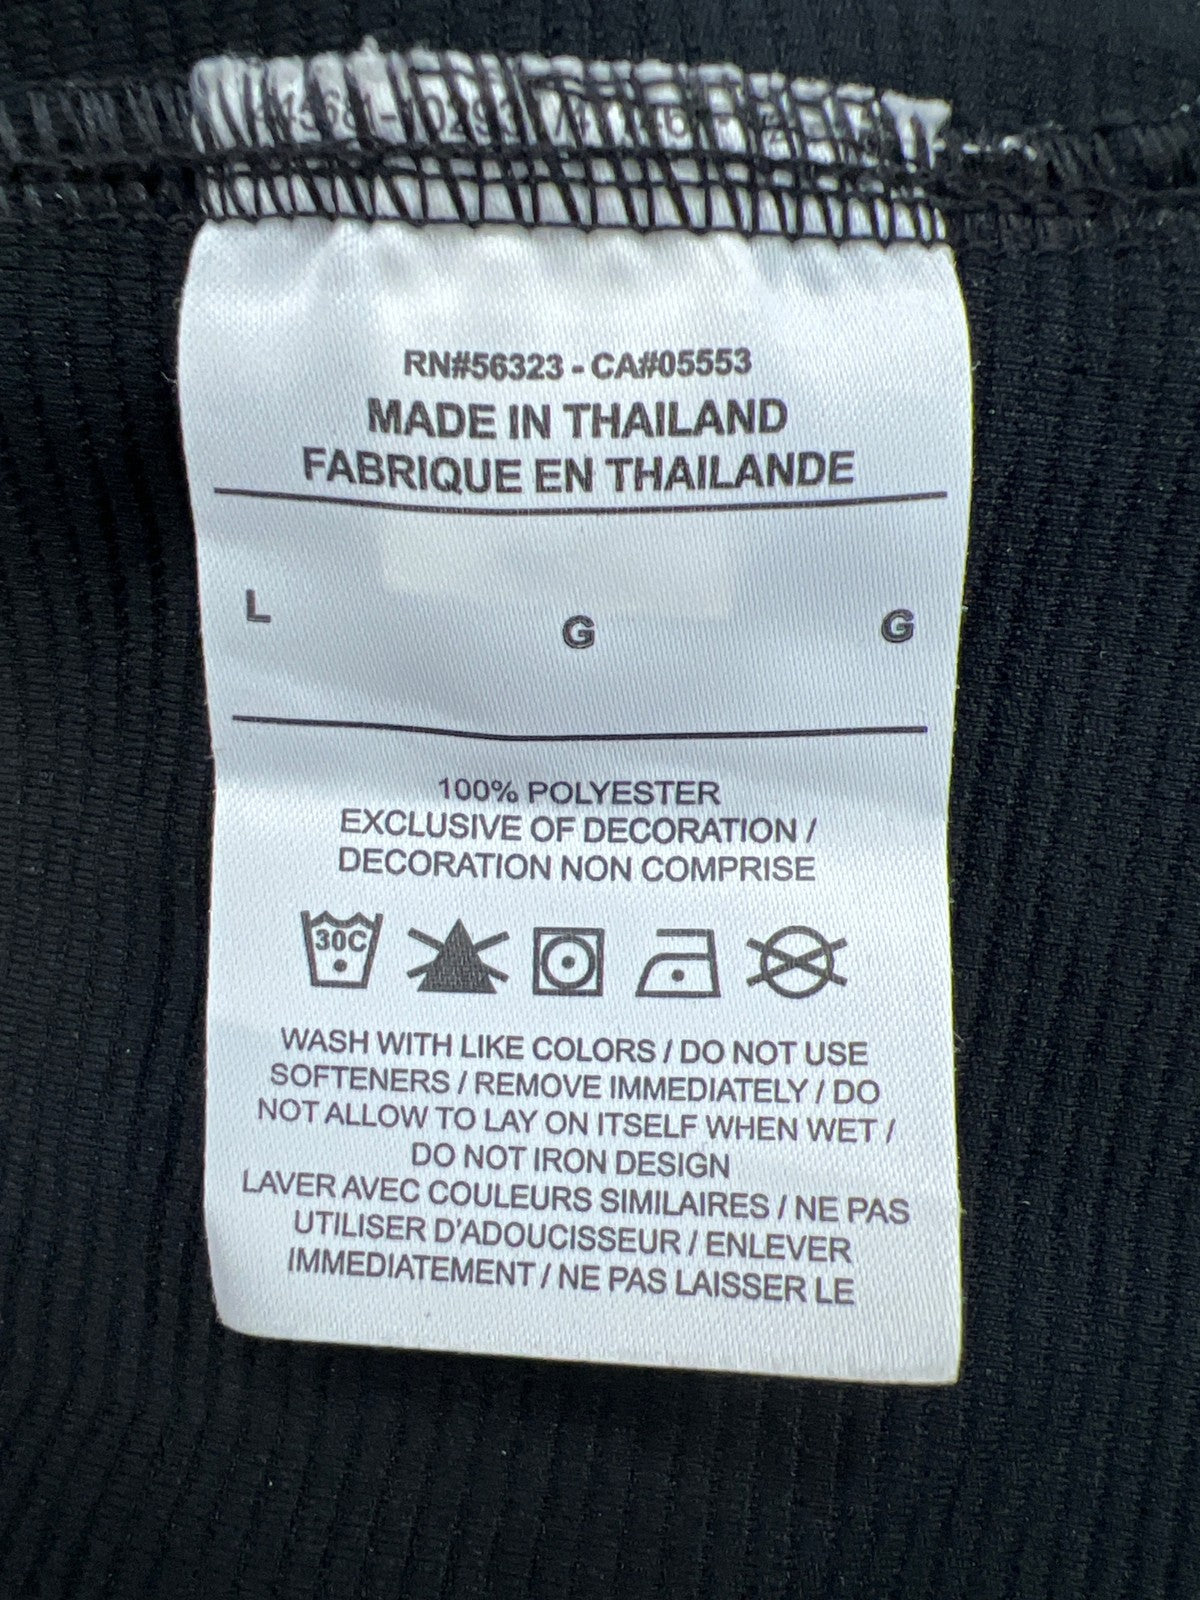 RN#56323 - CA#05553
MADE IN THAILAND
FABRIQUE EN THAILANDE
L G G
100% POLYESTER
EXCLUSIVE OF DECORATION /
DECORATION NON COMPRISE
30C
WASH WITH LIKE COLORS / DO NOT USE
SOFTENERS / REMOVE IMMEDIATELY / DO
NOT ALLOW TO LAY ON ITSELF WHEN WET /
DO NOT IRON DESIGN
LAVER AVEC COULEURS SIMILAIRES / NE PAS
UTILISER D'ADOUCISSEUR / ENLEVER
IMMEDIATEMENT / NE PAS LAISSER LE